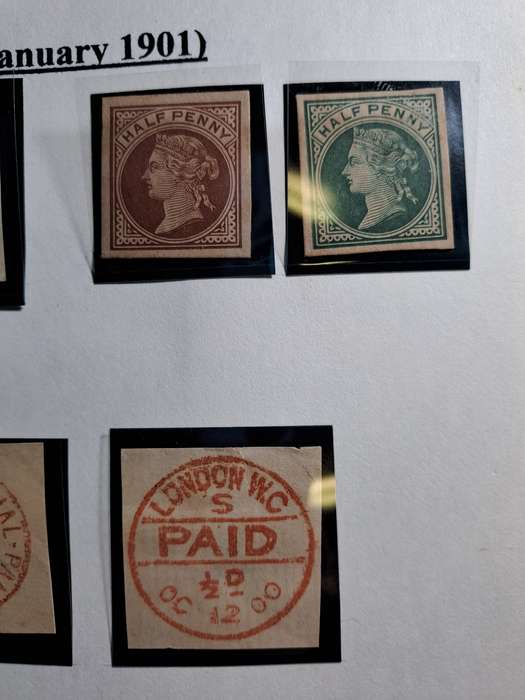 anuary 1901)
HALF PENNY
HALF PENNY
LONDON W.C
S
PAID
½D
OC 12 00